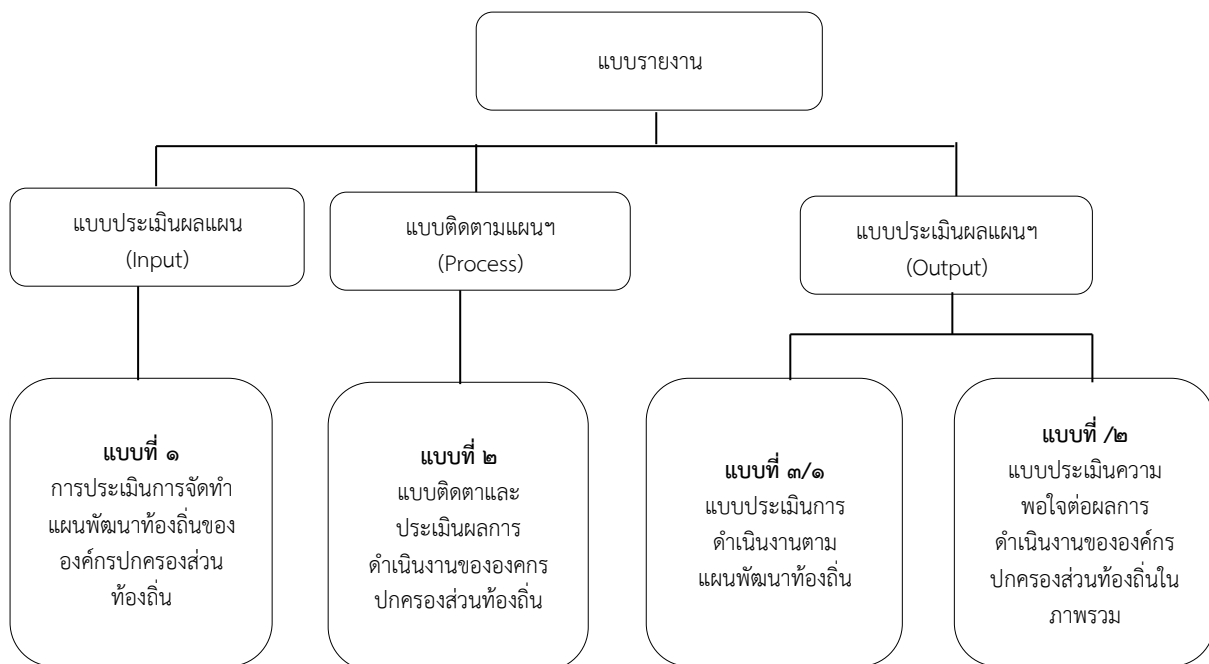 แบบรายงาน
แบบประเมินผลแผน
(Input)
แบบติดตามแผนฯ
(Process)
แบบประเมินผลแผนฯ
(Output)
แบบที่ ๑
การประเมินการจัดทำ
แผนพัฒนาท้องถิ่นของ
องค์กรปกครองส่วน
ท้องถิ่น
แบบที่ ๒
แบบติดตาและ
ประเมินผลการ
ดำเนินงานขององคกร
ปกครองส่วนท้องถิ่น
แบบที่ ๓/๑
แบบประเมินการ
ดำเนินงานตาม
แผนพัฒนาท้องถิ่น
แบบที่ /๒
แบบประเมินความ
พอใจต่อผลการ
ดำเนินงานขององค์กร
ปกครองส่วนท้องถิ่นใน
ภาพรวม